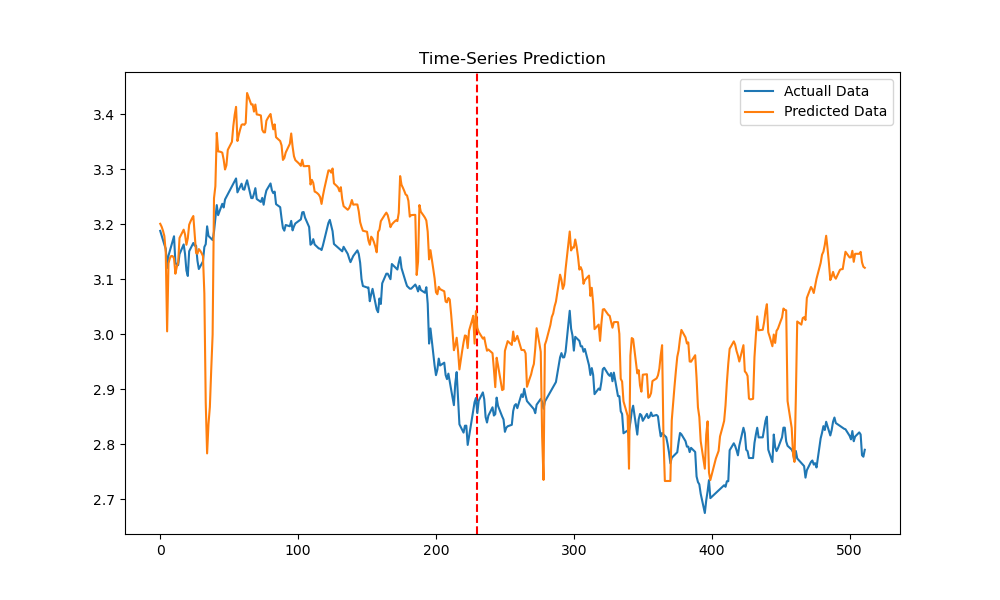 Time-Series Prediction
Actuall Data
Predicted Data
3.4
3.3
3.2
3.1
3.0
2.9
2.8
2.7
0 100 200 300 400 500